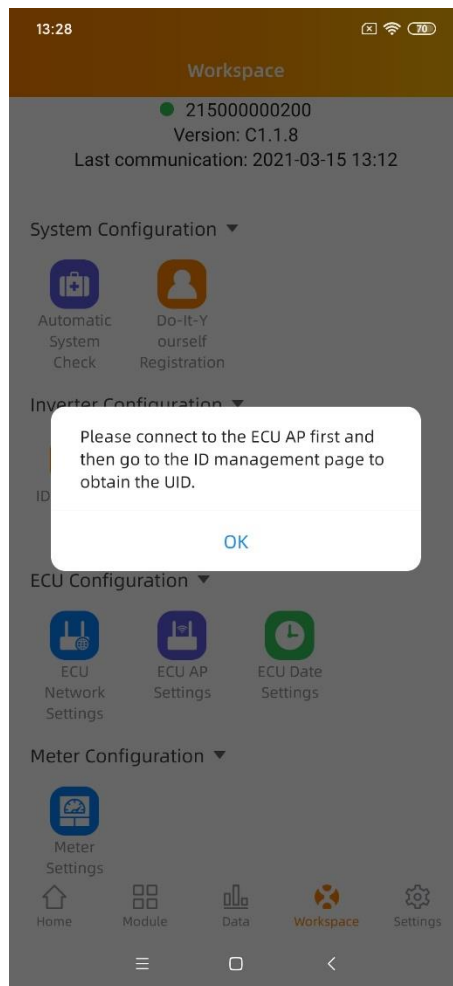 13:28
70
Workspace
215000000200
Version: C1.1.8
Last communication: 2021-03-15 13:12
System Configuration
Automatic
System
Check
Do-It-Y
ourself
Registration
Inverter Configuration
Please connect to the ECU AP first and
then go to the ID management page to
obtain the UID.
ID
OK
ECU Configuration
ECU
Network
Settings
ECU AP
Settings
ECU Date
Settings
Meter Configuration
Meter
Settings
Home
Module
Data
Workspace
Settings